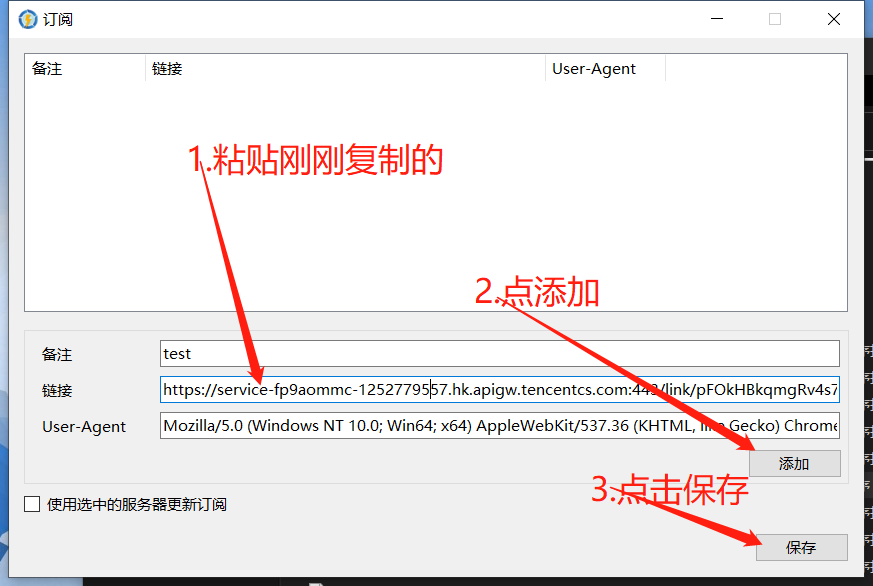 订阅
备注 链接 User-Agent
1.粘贴刚刚复制的
2.点添加
备注 test
链接 https://service-fp9aommc-1252779557.hk.apigw.tencentcs.com:443/link/pFOkHBkqmgRv4s7
User-Agent Mozilla/5.0 (Windows NT 10.0; Win64; x64) AppleWebKit/537.36 (KHTML, like Gecko) Chrome
添加
3.点击保存
使用选中的服务器更新订阅
保存